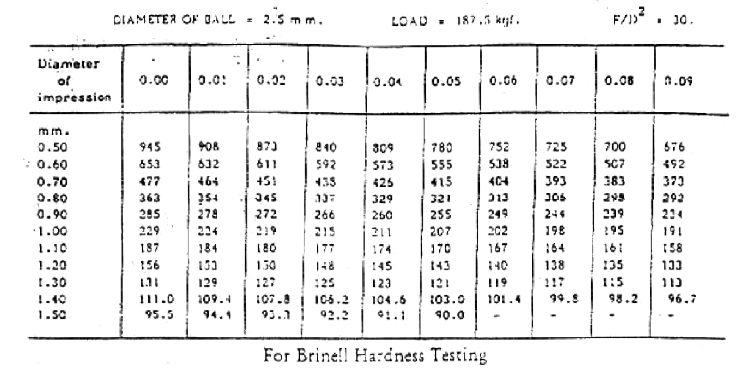 DIAMETER OF BALL = 2.5 mm. LOAD = 187.5 kgf. F/D² = 30.
Diameter of impression 0.00 0.01 0.02 0.03 0.04 0.05 0.06 0.07 0.08 0.09
mm.
0.50 945 908 873 840 809 780 752 725 700 676
0.60 653 632 611 592 573 555 538 522 507 492
0.70 477 464 451 438 426 415 404 393 383 373
0.80 363 354 345 337 329 321 313 306 298 292
0.90 285 278 272 266 260 255 249 244 239 234
1.00 229 224 219 215 211 207 202 198 195 191
1.10 187 184 180 177 174 170 167 164 161 158
1.20 156 153 150 148 145 143 140 138 135 133
1.30 131 129 127 125 123 121 119 117 115 113
1.40 111.0 109.4 107.8 106.2 104.6 103.0 101.4 99.8 98.2 96.7
1.50 95.5 94.4 93.3 92.2 91.1 90.0 - - - -
For Brinell Hardness Testing